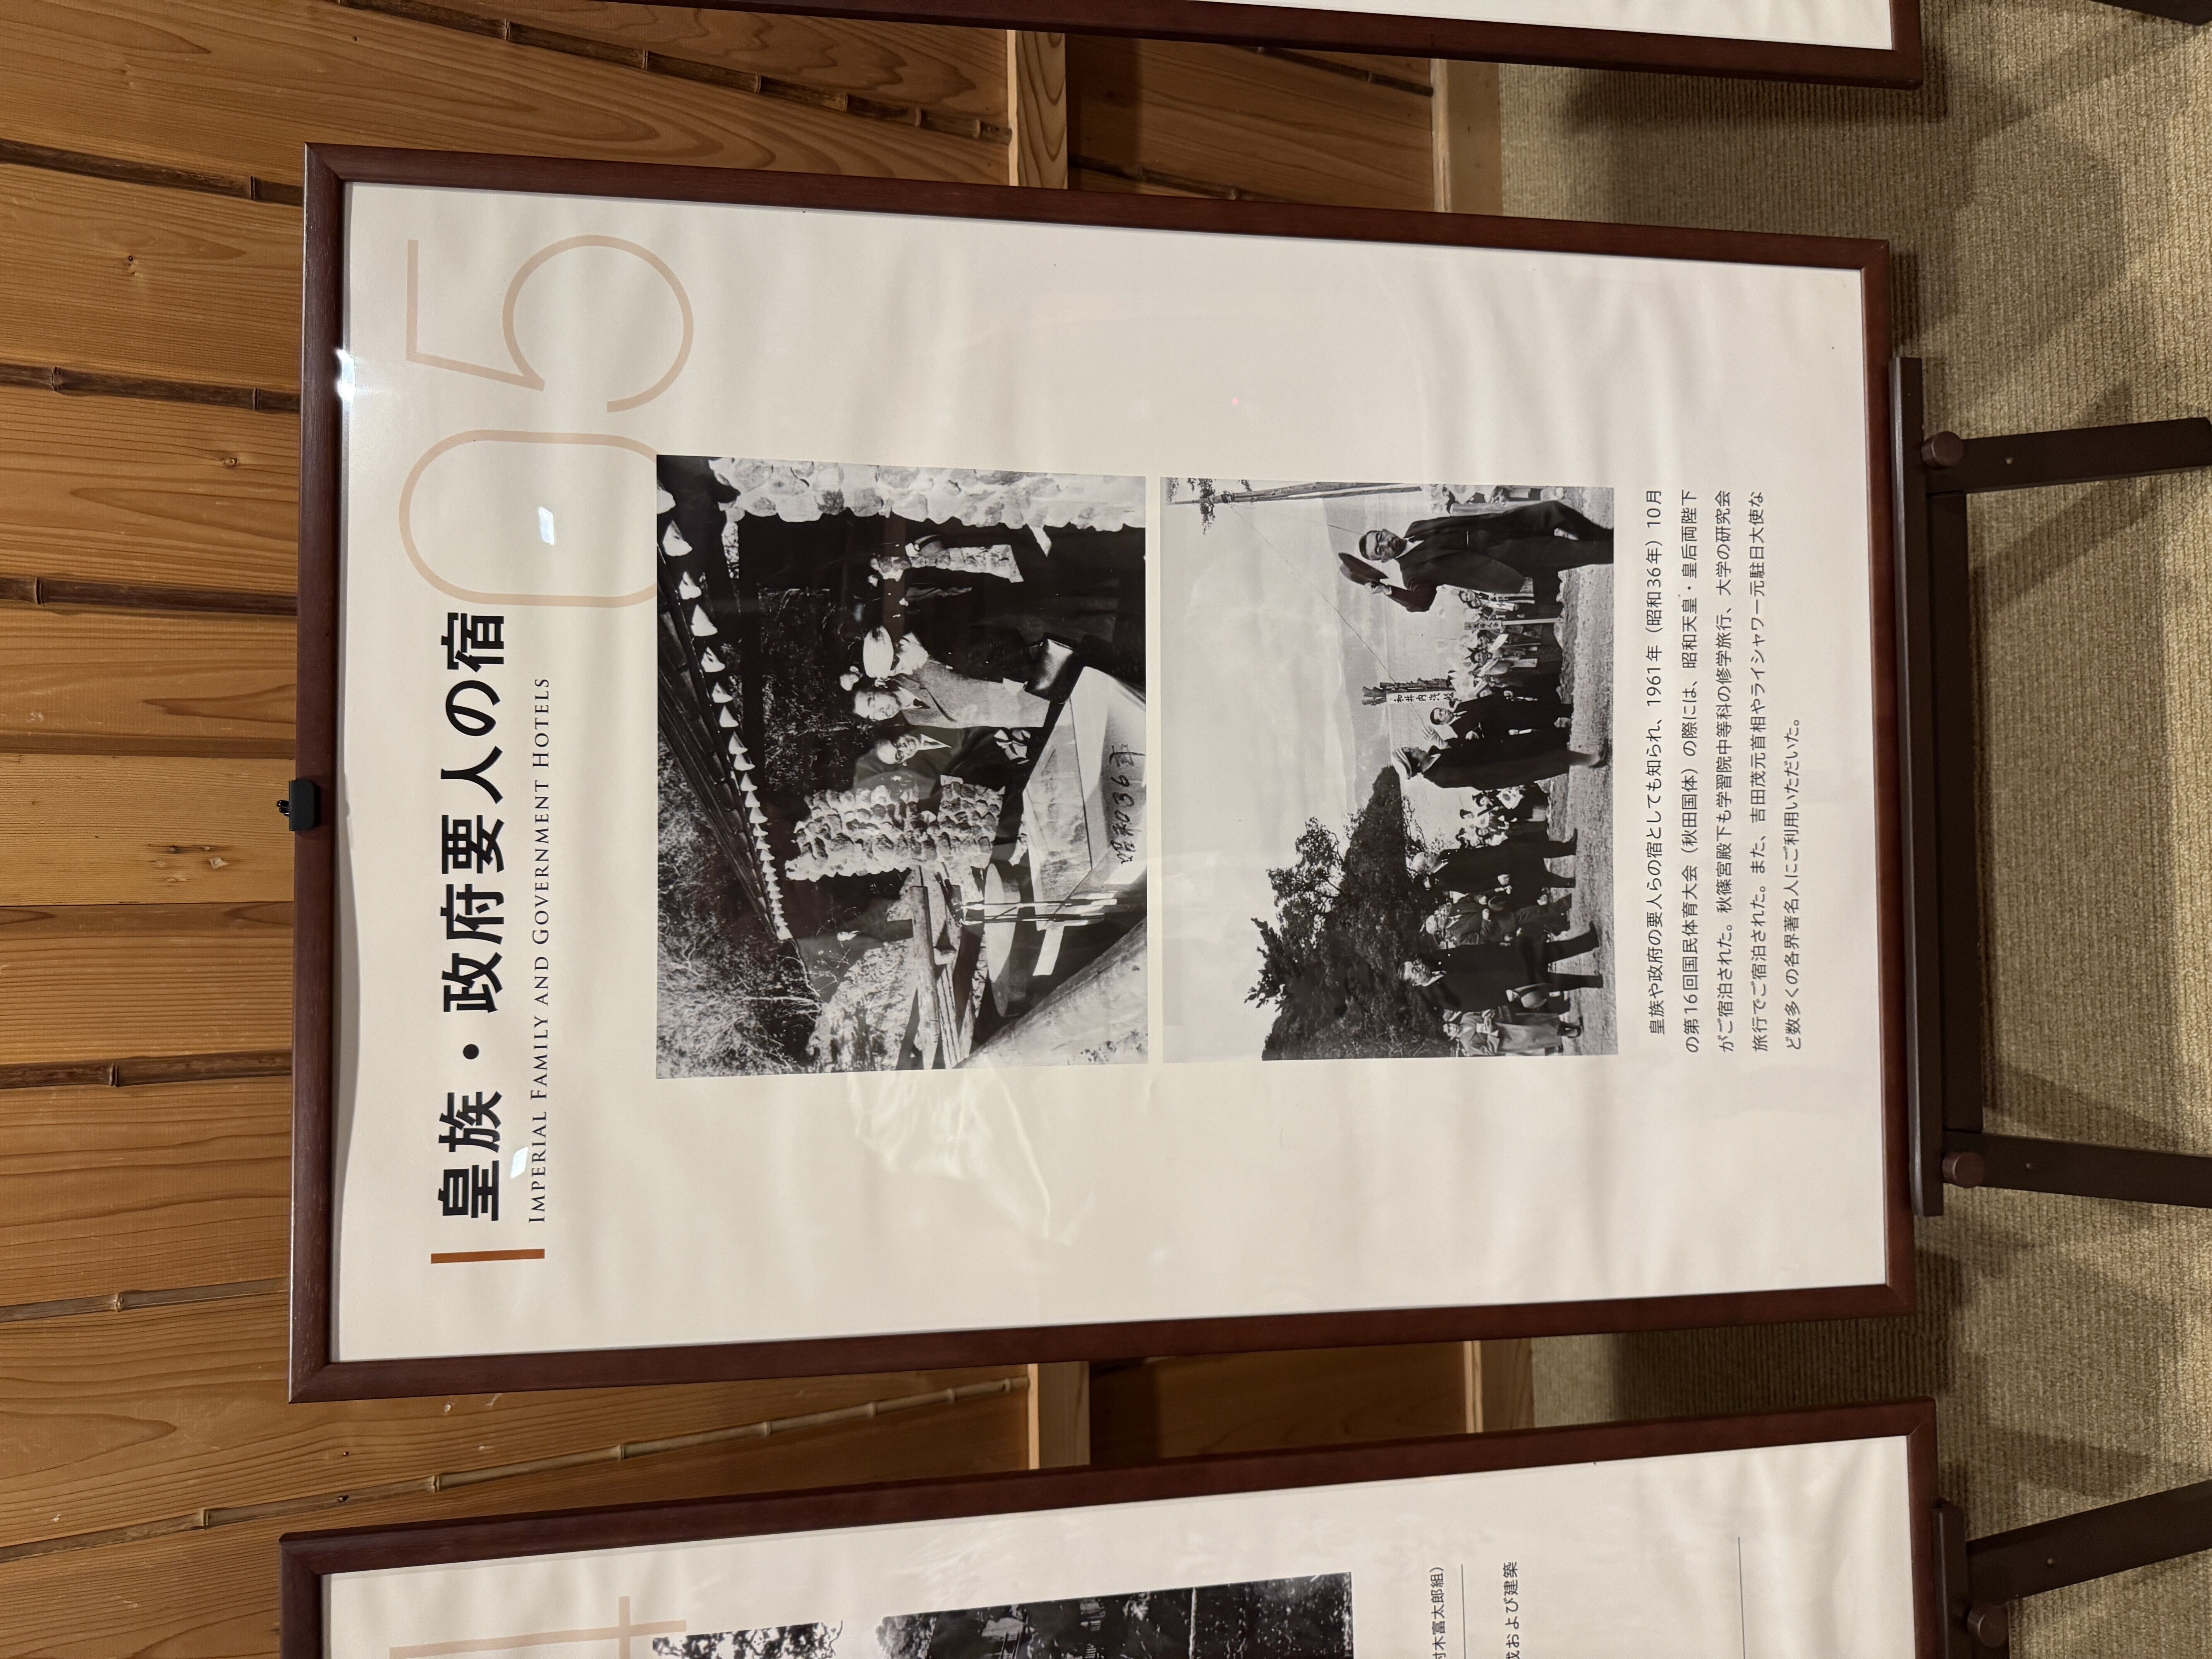 05
皇族・政府要人の宿
IMPERIAL FAMILY AND GOVERNMENT HOTELS
昭和36年
和井内
皇族や政府の要人らの宿としても知られ、1961年(昭和36年)10月
の第16回国民体育大会(秋田国体)の際には、昭和天皇・皇后両陛下
がご宿泊された。秋篠宮殿下も学習院中等科の修学旅行、大学の研究会
旅行でご宿泊された。また、吉田茂元首相やライシャワー元駐日大使な
ど数多くの各界著名人にご利用いただいた。
木富太郎組)
および建築